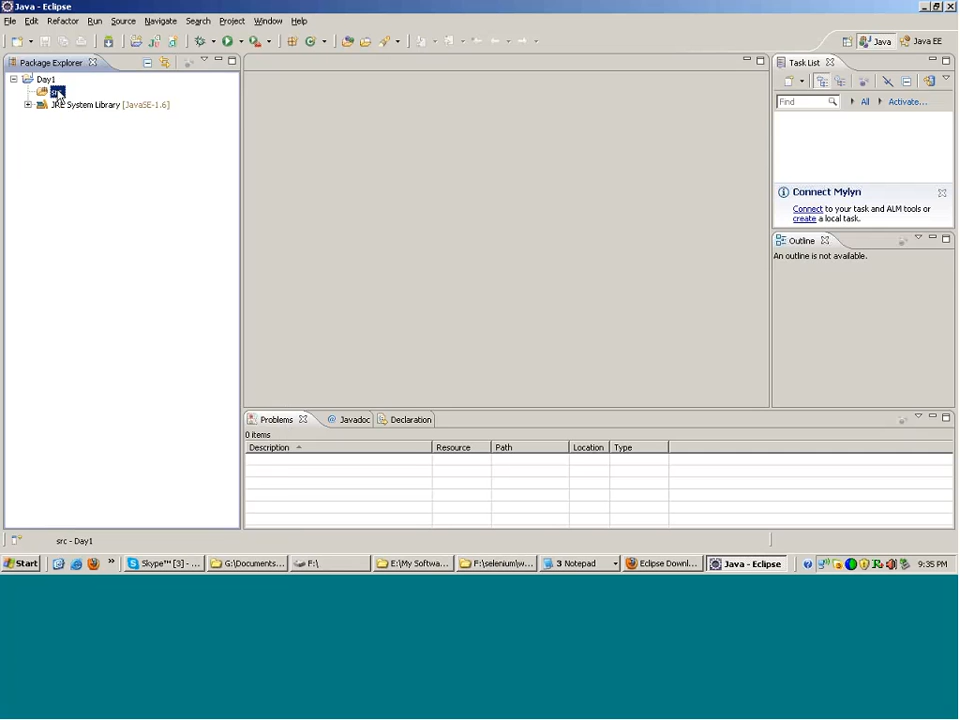 Java - Eclipse
File Edit Refactor Run Source Navigate Search Project Window Help
Java Java EE
Package Explorer
Task List
Day1
JRE System Library [JavaSE-1.6]
Find All Activate...
Connect Mylyn
Connect to your task and ALM tools or
create a local task.
Outline
An outline is not available.
Problems Javadoc Declaration
0 items
Description Resource Path Location Type
src - Day1
Start Skype™ [3] - ... G:\Documents... F:\ E:\My Softwa... F:\selenium\w... 3 Notepad Eclipse Downl... Java - Eclipse 9:35 PM